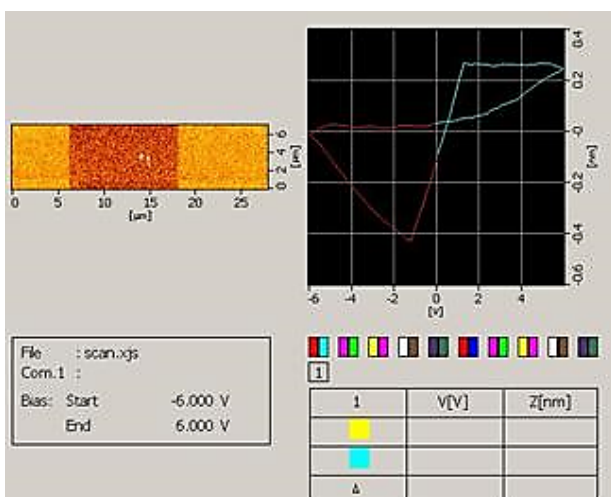 0.4
0.2
-0
-0.2
-0.4
-0.6
[nm]
-6 -4 -2 0 2 4
[V]
6
4
2
0
[µm]
0 5 10 15 20 25
[µm]
File : scan.xjs
Com.1 :
Bias: Start -6.000 V
End 6.000 V
1
1 V[V] Z[nm]
Δ